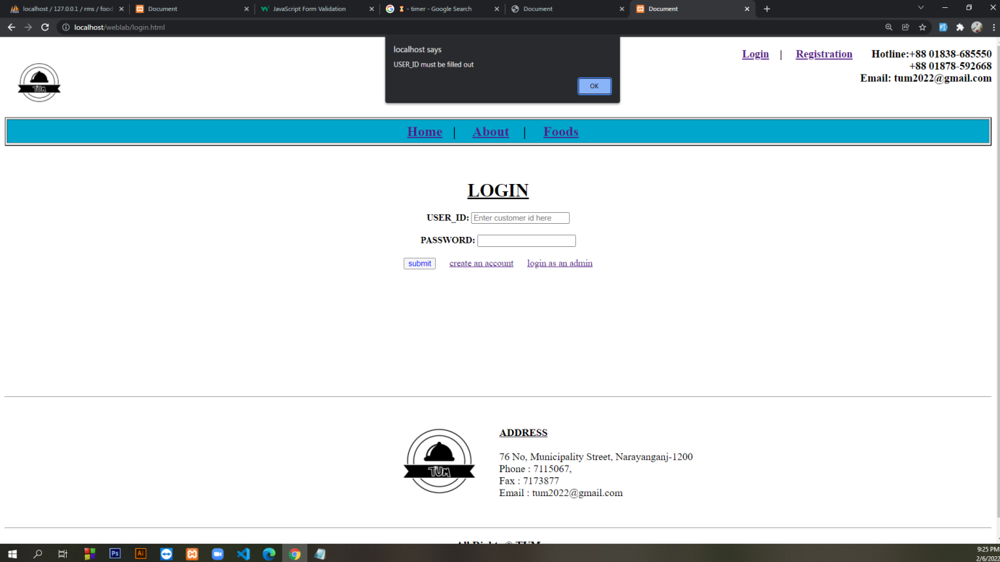 localhost / 127.0.0.1 / rms / food
Document
JavaScript Form Validation
- timer - Google Search
Document
Document
localhost/weblab/login.html
localhost says
USER_ID must be filled out
OK
Login | Registration Hotline:+88 01838-685550
+88 01878-592668
Email: tum2022@gmail.com
TUM
Home | About | Foods
LOGIN
USER_ID: Enter customer id here
PASSWORD:
submit create an account login as an admin
TUM
ADDRESS
76 No, Municipality Street, Narayanganj-1200
Phone : 7115067,
Fax : 7173877
Email : tum2022@gmail.com
Ps
Ai
9:25 PM
2/6/2022